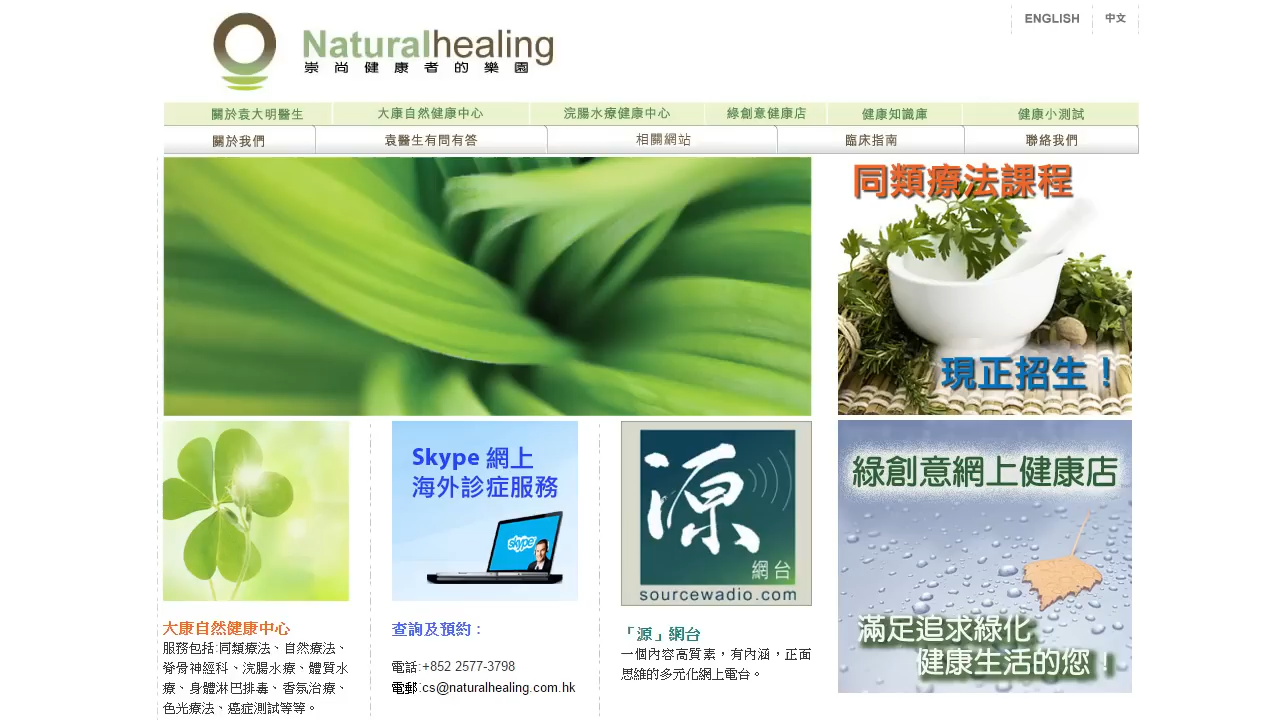 ENGLISH
中文
Naturalhealing
崇尚健康者的樂園
關於袁大明醫生
大康自然健康中心
浣腸水療健康中心
綠創意健康店
健康知識庫
健康小測試
關於我們
袁醫生有問有答
相關網站
臨床指南
聯絡我們
同類療法課程
現正招生！
Skype 網上
海外診症服務
skype
源
網台
sourcewadio.com
綠創意網上健康店
滿足追求綠化
健康生活的您！
大康自然健康中心
服務包括:同類療法、自然療法、
脊骨神經科、浣腸水療、體質水
療、身體淋巴排毒、香氛治療、
色光療法、癌症測試等等。
查詢及預約：
電話:+852 2577-3798
電郵:cs@naturalhealing.com.hk
「源」網台
一個內容高質素，有內涵，正面
思維的多元化網上電台。